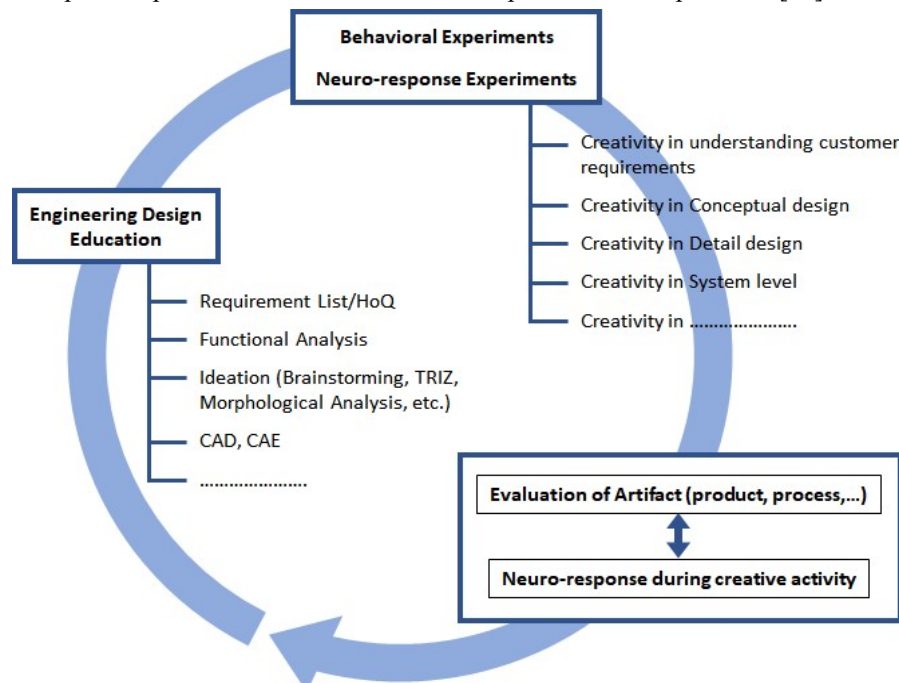 Behavioral Experiments
Neuro-response Experiments
Creativity in understanding customer
requirements
Creativity in Conceptual design
Creativity in Detail design
Creativity in System level
Creativity in ......................
Engineering Design
Education
Requirement List/HoQ
Functional Analysis
Ideation (Brainstorming, TRIZ,
Morphological Analysis, etc.)
CAD, CAE
......................
Evaluation of Artifact (product, process,...)
Neuro-response during creative activity